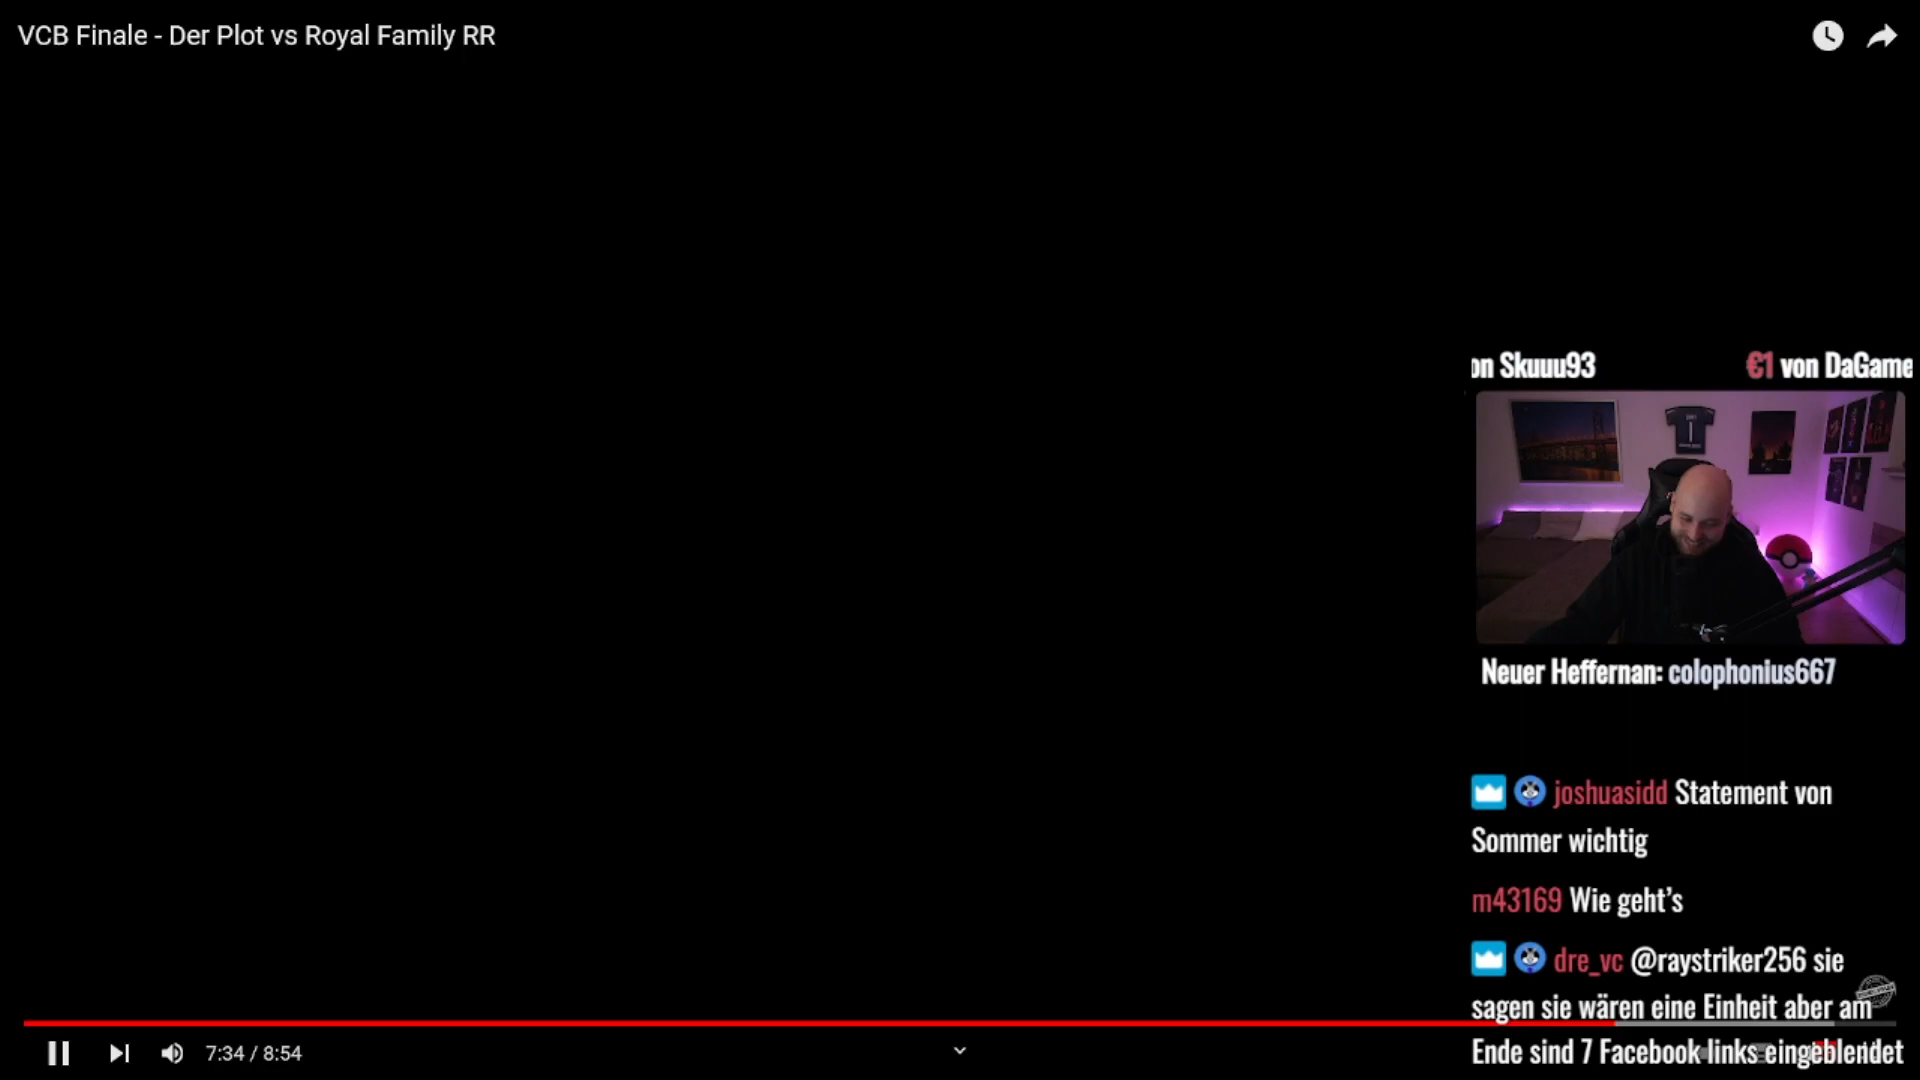 VCB Finale - Der Plot vs Royal Family RR
on Skuuu93 €1 von DaGame
Neuer Heffernan: colophonius667
joshuasidd Statement von
Sommer wichtig
m43169 Wie geht's
dre_vc @raystriker256 sie
sagen sie wären eine Einheit aber am
Ende sind 7 Facebook links eingeblendet
7:34 / 8:54